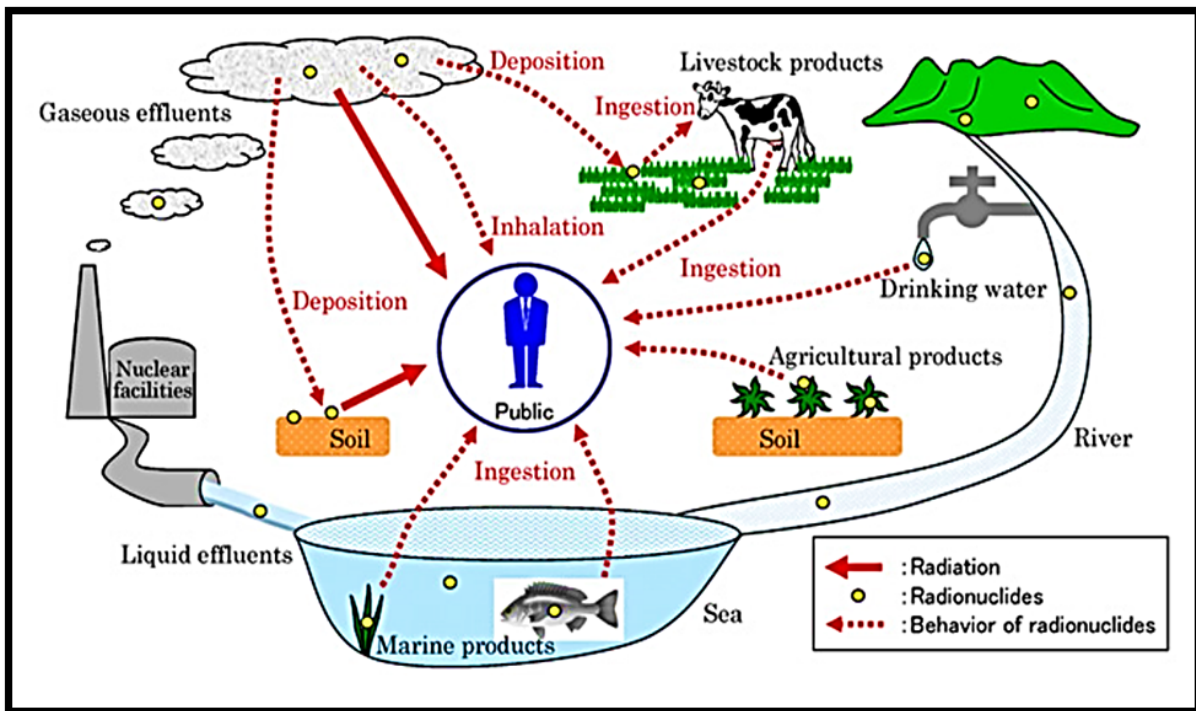 Deposition
Livestock products
Gaseous effluents
Ingestion
Inhalation
Ingestion
Drinking water
Deposition
Nuclear
facilities
Agricultural products
Public
Soil
Soil
River
Ingestion
Liquid effluents
Sea
Marine products
:Radiation
:Radionuclides
:Behavior of radionuclides